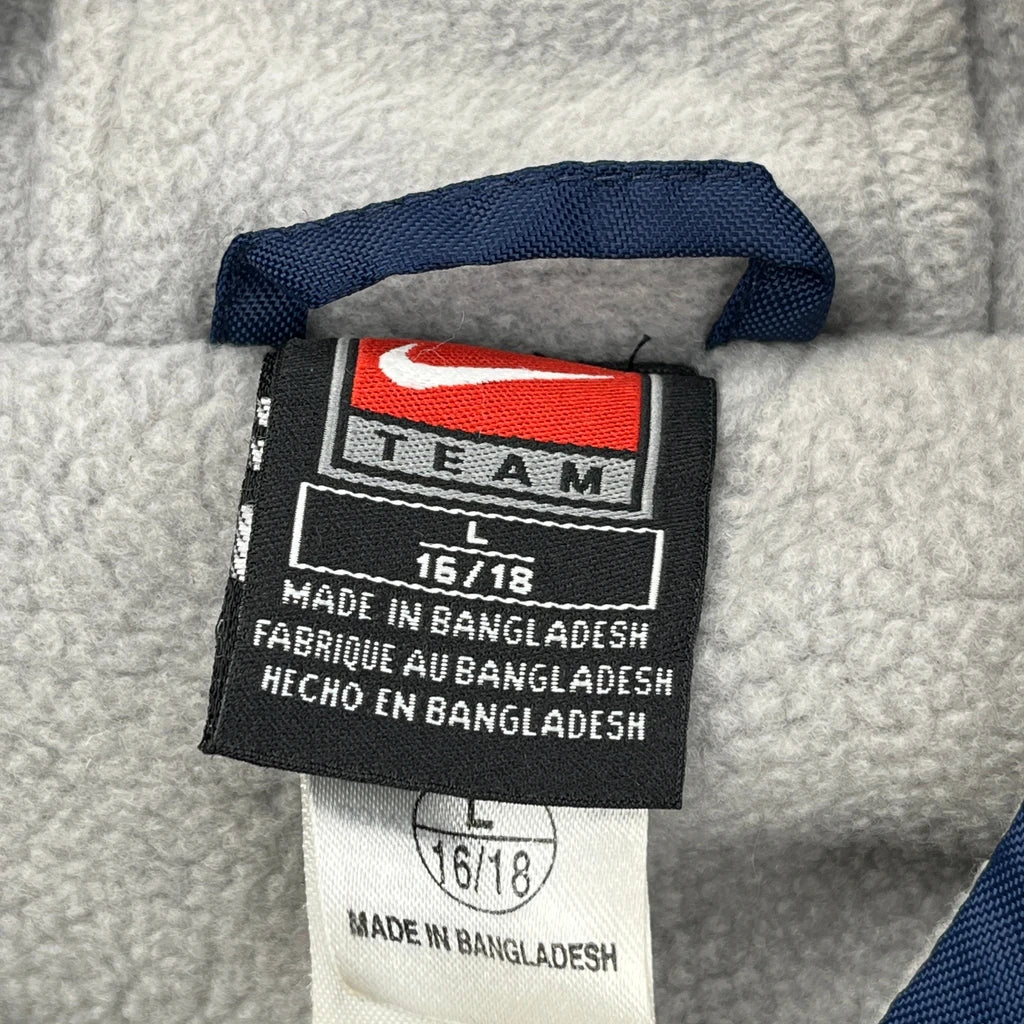 TEAM
L
16/18
MADE IN BANGLADESH
FABRIQUE AU BANGLADESH
HECHO EN BANGLADESH
L
16/18
MADE IN BANGLADESH